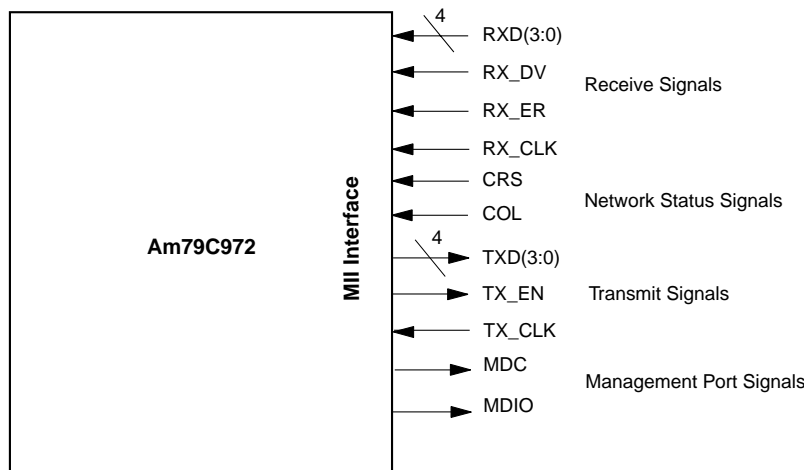 4
RXD(3:0)
RX_DV
Receive Signals
RX_ER
RX_CLK
CRS
Network Status Signals
COL
Am79C972
MII Interface
4
TXD(3:0)
TX_EN
Transmit Signals
TX_CLK
MDC
Management Port Signals
MDIO